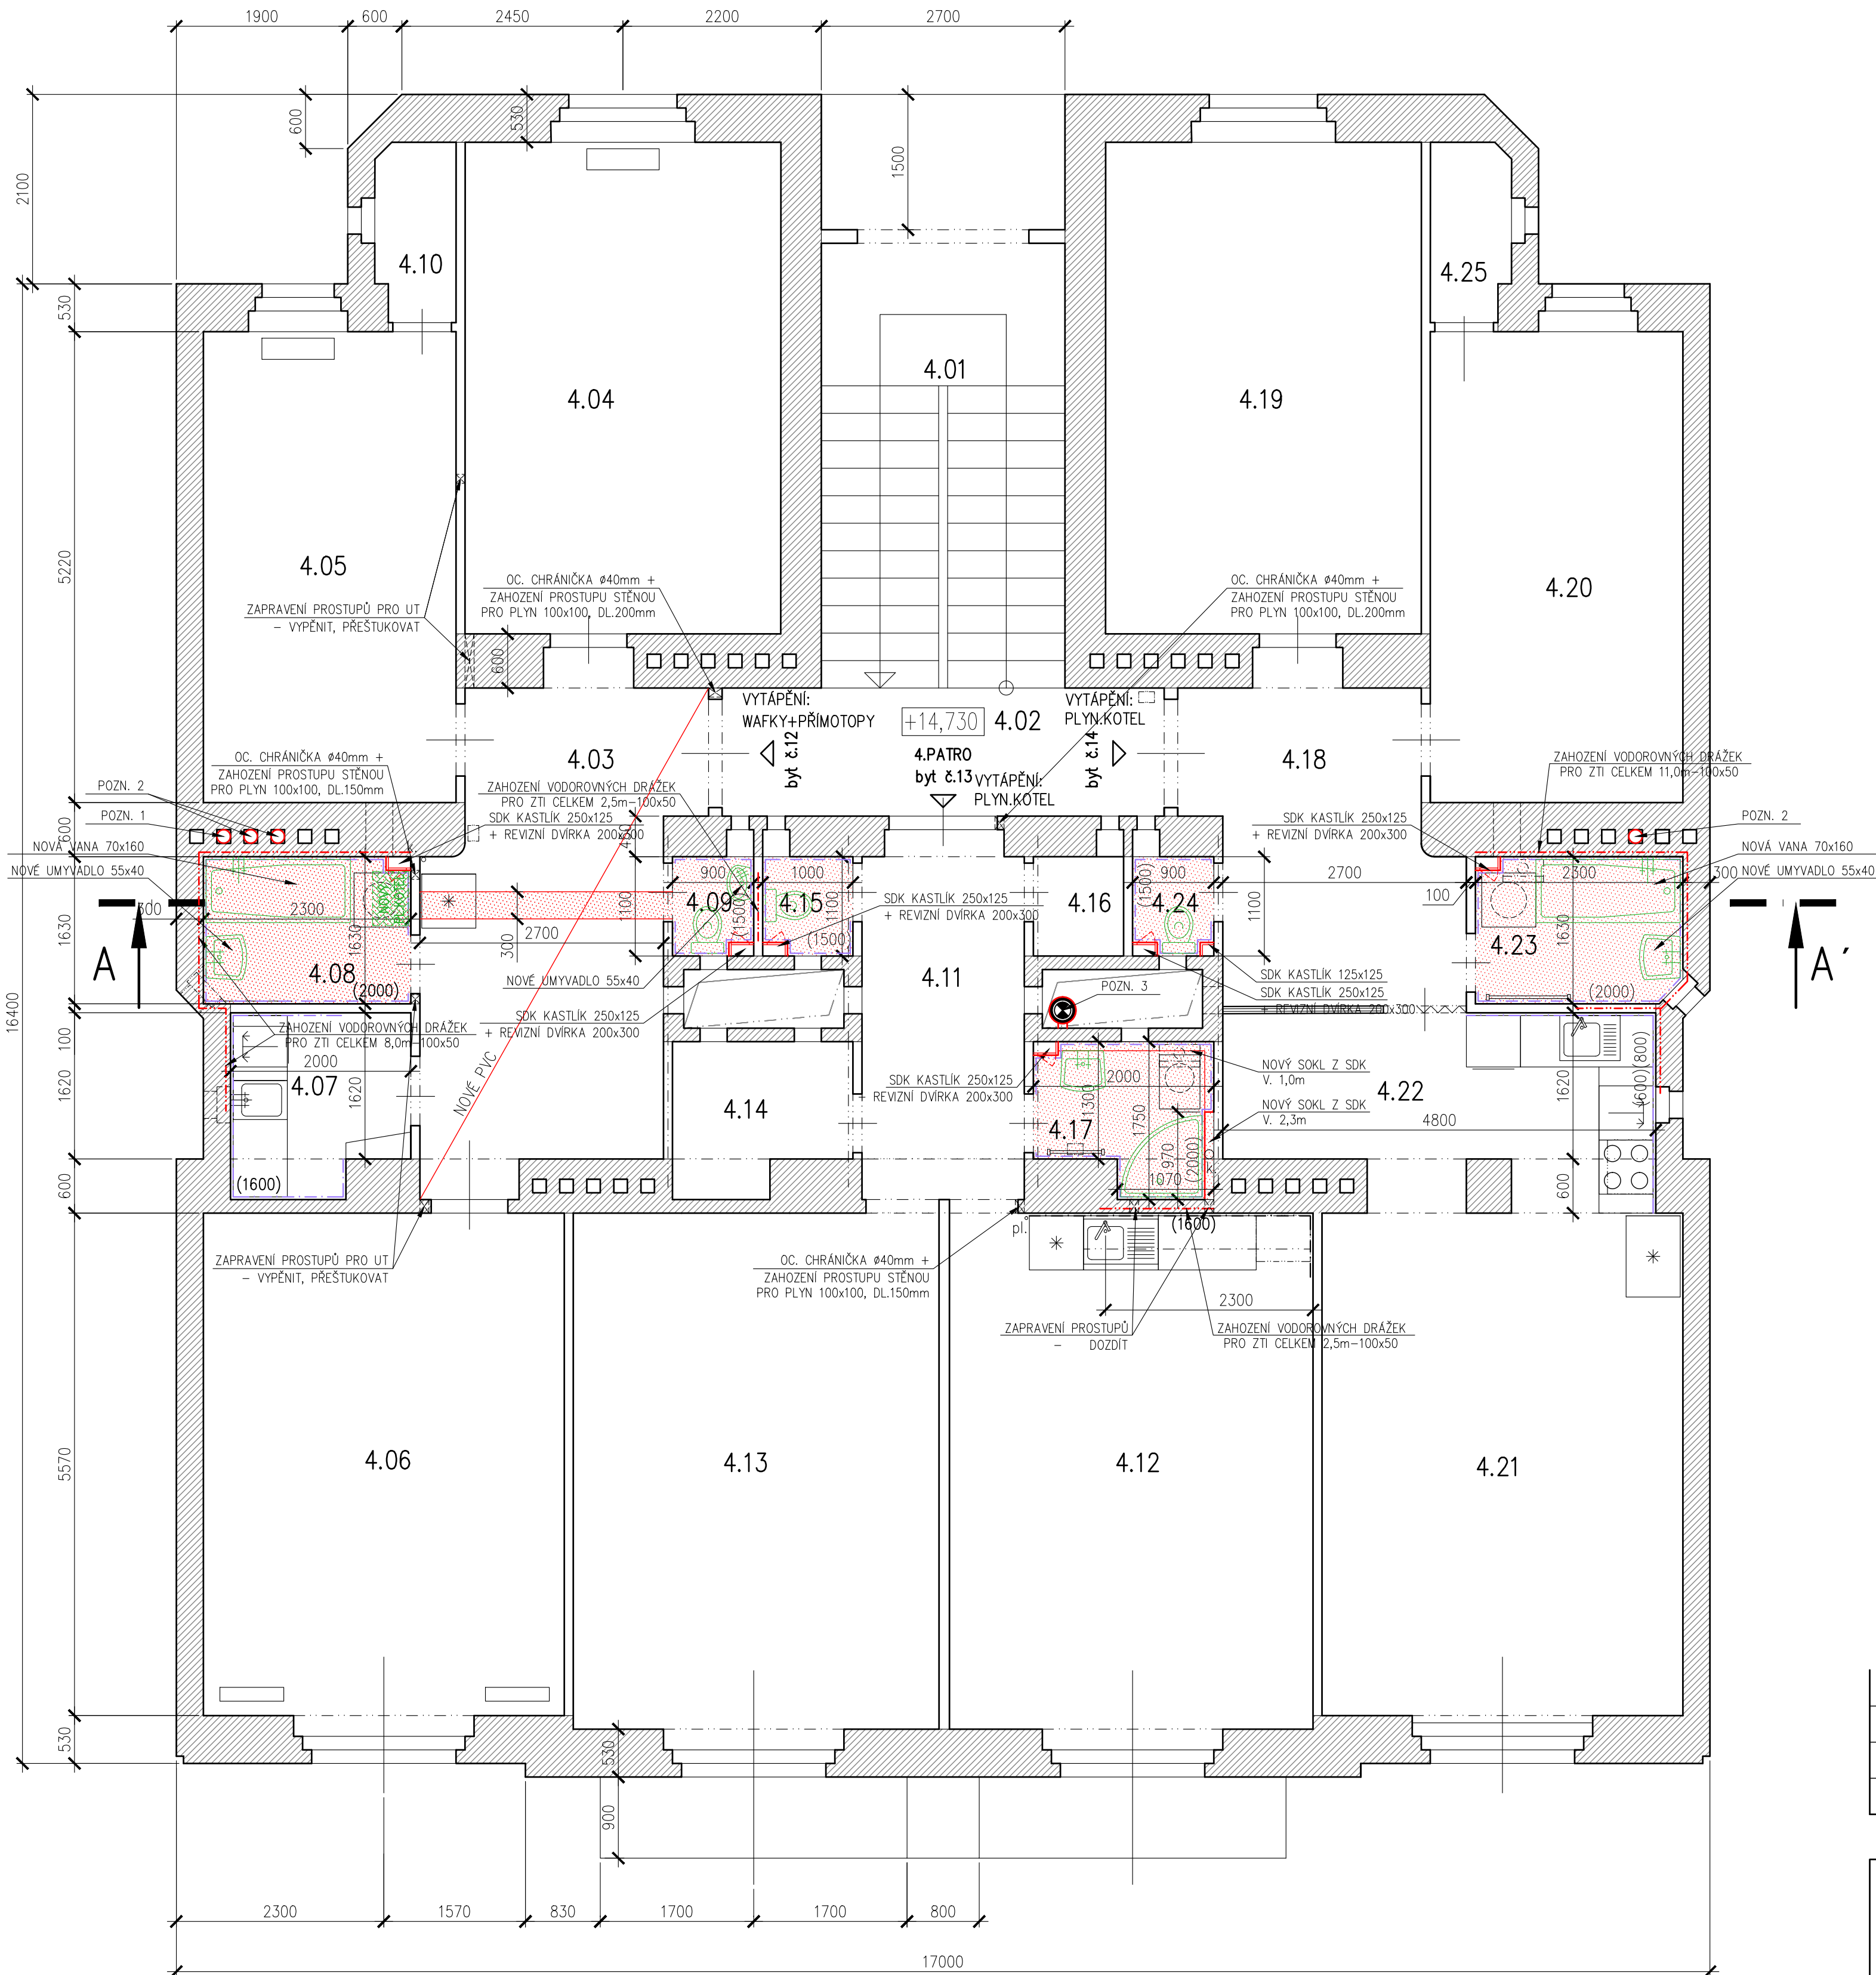 1900
600
2450
2200
2700
2100
600
530
1500
4.10
4.25
530
4.01
4.04
4.19
5220
4.05
4.20
OC. CHRÁNIČKA ø40mm +
ZAHOZENÍ PROSTUPU STĚNOU
PRO PLYN 100x100, DL.200mm
OC. CHRÁNIČKA ø40mm +
ZAHOZENÍ PROSTUPU STĚNOU
PRO PLYN 100x100, DL.200mm
ZAPRAVENÍ PROSTUPŮ PRO UT
– VYPĚNIT, PŘEŠTUKOVAT
600
VYTÁPĚNÍ:
WAFKY+PŘÍMOTOPY
+14,730
4.02
VYTÁPĚNÍ:
PLYN.KOTEL
4.03
byt č.12
4.PATRO
byt č.13
VYTÁPĚNÍ:
PLYN.KOTEL
byt č.14
4.18
OC. CHRÁNIČKA ø40mm +
ZAHOZENÍ PROSTUPU STĚNOU
PRO PLYN 100x100, DL.150mm
ZAHOZENÍ VODOROVNÝCH DRÁŽEK
PRO ZTI CELKEM 2,5m–100x50
ZAHOZENÍ VODOROVNÝCH DRÁŽEK
PRO ZTI CELKEM 11,0m–100x50
POZN. 2
POZN. 1
600
SDK KASTLÍK 250x125
+ REVIZNÍ DVÍRKA 200x300
450
SDK KASTLÍK 250x125
+ REVIZNÍ DVÍRKA 200x300
POZN. 2
NOVÁ VANA 70x160
NOVÉ UMYVADLO 55x40
NOVÁ VANA 70x160
NOVÉ UMYVADLO 55x40
300
2300
1630
1630
4.08
(2000)
2700
300
1100
900
4.09
(1500)
1000
4.15
1100
(1500)
SDK KASTLÍK 250x125
+ REVIZNÍ DVÍRKA 200x300
4.16
(1500)
900
4.24
1100
2700
100
2300
300
1630
4.23
(2000)
A
A´
16400
NOVÉ UMYVADLO 55x40
SDK KASTLÍK 250x125
+ REVIZNÍ DVÍRKA 200x300
4.11
POZN. 3
SDK KASTLÍK 125x125
SDK KASTLÍK 250x125
+ REVIZNÍ DVÍRKA 200x300
100
ZAHOZENÍ VODOROVNÝCH DRÁŽEK
PRO ZTI CELKEM 8,0m–100x50
2000
4.07
1620
1620
(1600)
NOVÉ PVC
4.14
SDK KASTLÍK 250x125
REVIZNÍ DVÍRKA 200x300
2000
1300
1750
4.17
970
(2000)
1070
k
NOVÝ SOKL Z SDK
V. 1,0m
NOVÝ SOKL Z SDK
V. 2,3m
4.22
4800
1620
(600)(800)
600
600
pl.
(1600)
ZAPRAVENÍ PROSTUPŮ PRO UT
– VYPĚNIT, PŘEŠTUKOVAT
OC. CHRÁNIČKA ø40mm +
ZAHOZENÍ PROSTUPU STĚNOU
PRO PLYN 100x100, DL.150mm
2300
ZAPRAVENÍ PROSTUPŮ
– DOZDÍT
ZAHOZENÍ VODOROVNÝCH DRÁŽEK
PRO ZTI CELKEM 2,5m–100x50
5570
4.06
4.13
4.12
4.21
530
530
900
2300
1570
830
1700
1700
800
17000